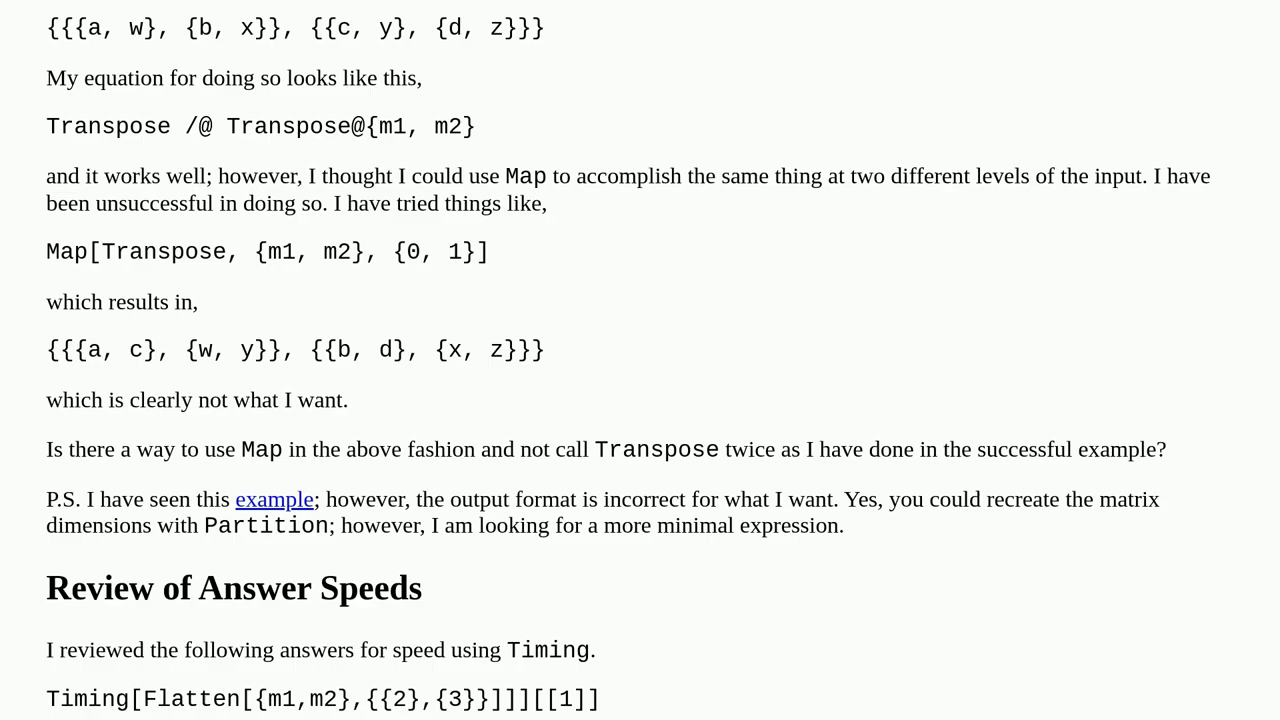 {{{a, w}, {b, x}}, {{c, y}, {d, z}}}
My equation for doing so looks like this,
Transpose /@ Transpose@{m1, m2}
and it works well; however, I thought I could use Map to accomplish the same thing at two different levels of the input. I have
been unsuccessful in doing so. I have tried things like,
Map[Transpose, {m1, m2}, {0, 1}]
which results in,
{{{a, c}, {w, y}}, {{b, d}, {x, z}}}
which is clearly not what I want.
Is there a way to use Map in the above fashion and not call Transpose twice as I have done in the successful example?
P.S. I have seen this example; however, the output format is incorrect for what I want. Yes, you could recreate the matrix
dimensions with Partition; however, I am looking for a more minimal expression.
Review of Answer Speeds
I reviewed the following answers for speed using Timing.
Timing[Flatten[{m1,m2},{{2},{3}}]]][[1]]